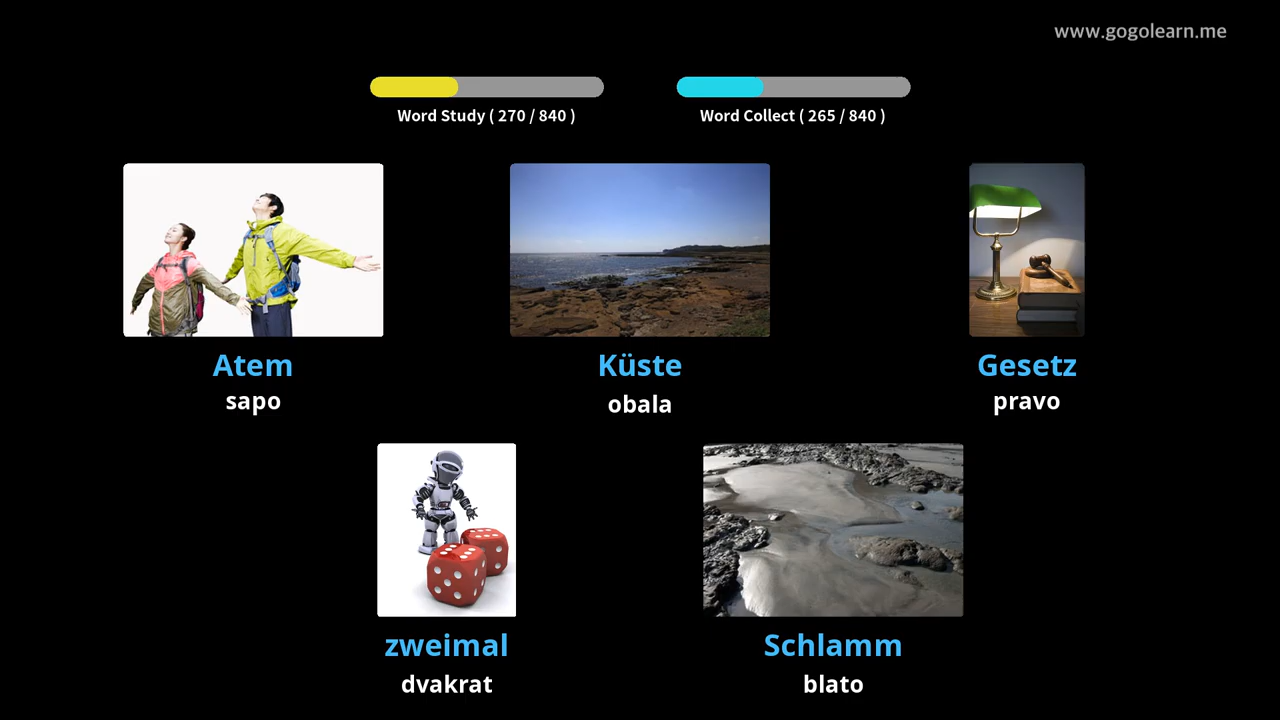 www.gogolearn.me
Word Study ( 270 / 840 )
Word Collect ( 265 / 840 )
Atem
sapo
Küste
obala
Gesetz
pravo
zweimal
dvakrat
Schlamm
blato